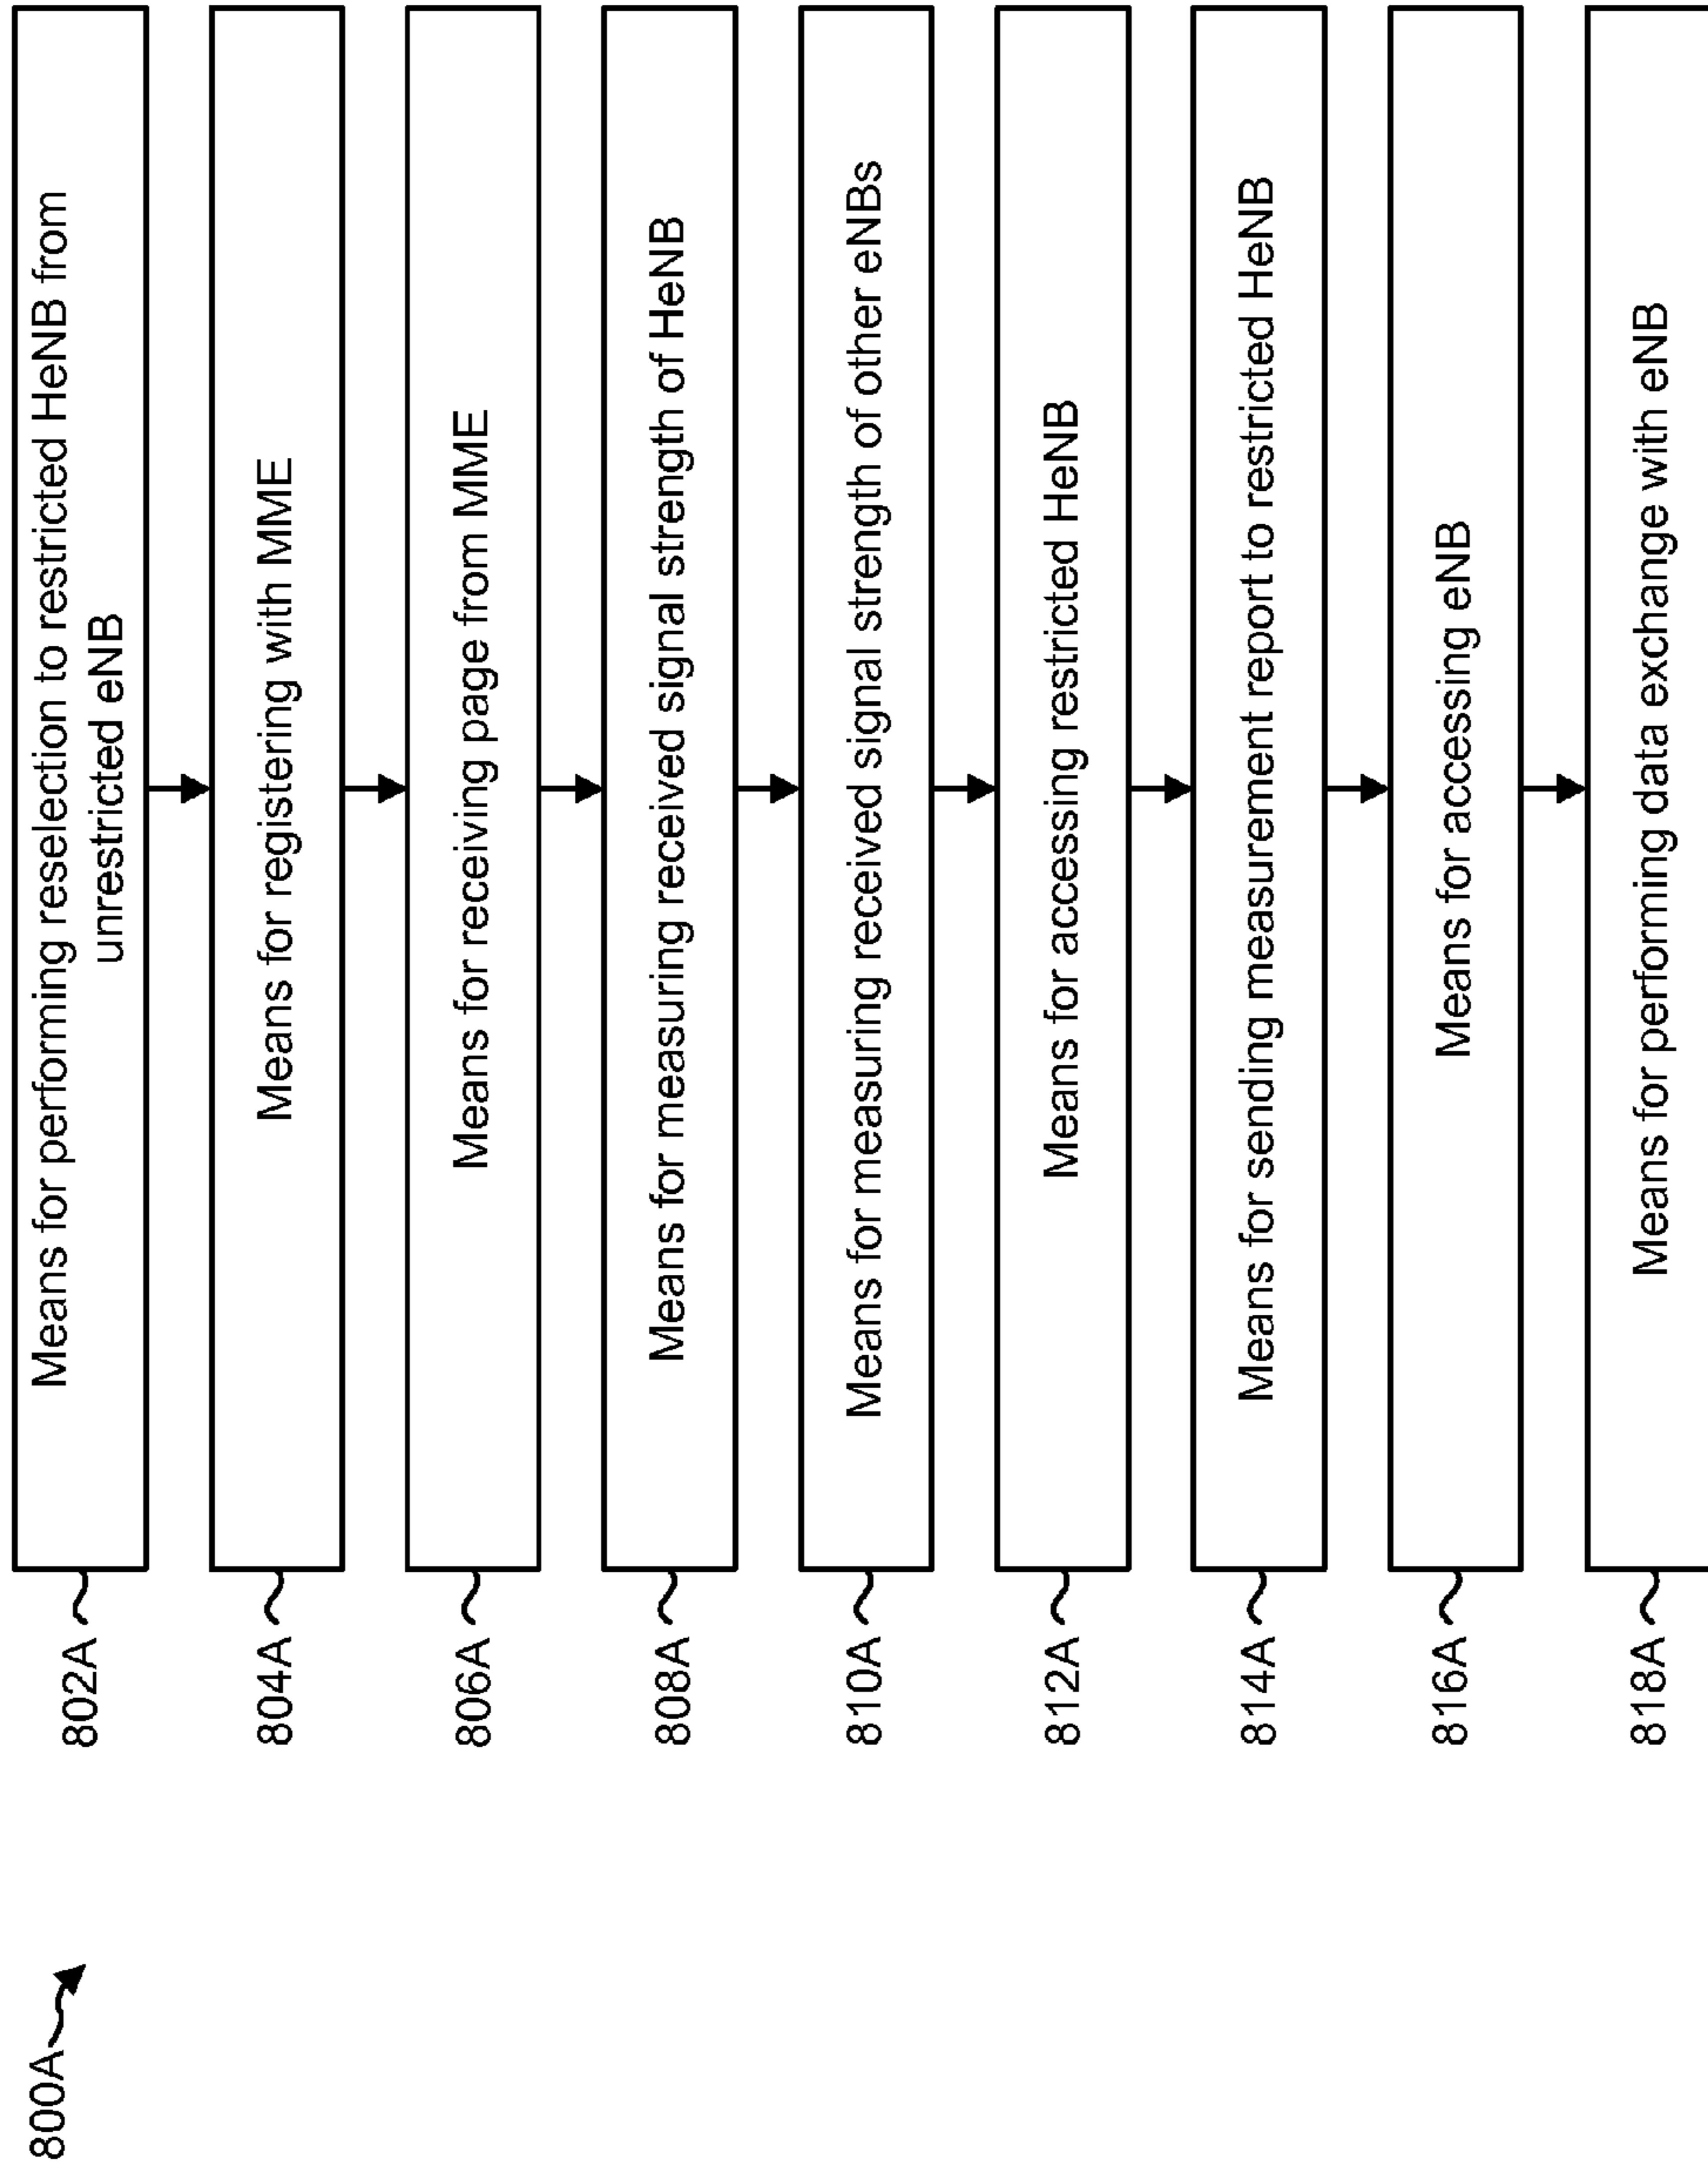 800A
802A
Means for performing reselection to restricted HeNB from
unrestricted eNB
804A
Means for registering with MME
806A
Means for receiving page from MME
808A
Means for measuring received signal strength of HeNB
810A
Means for measuring received signal strength of other eNBs
812A
Means for accessing restricted HeNB
814A
Means for sending measurement report to restricted HeNB
816A
Means for accessing eNB
818A
Means for performing data exchange with eNB